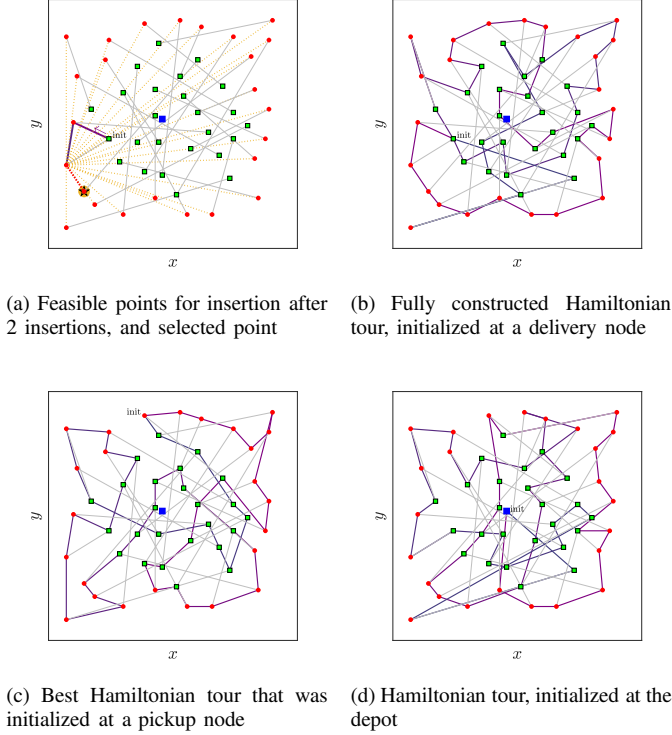 y
init
x
y
init
x
(a) Feasible points for insertion after
2 insertions, and selected point
(b) Fully constructed Hamiltonian
tour, initialized at a delivery node
init
y
x
y
init
x
(c) Best Hamiltonian tour that was
initialized at a pickup node
(d) Hamiltonian tour, initialized at the
depot